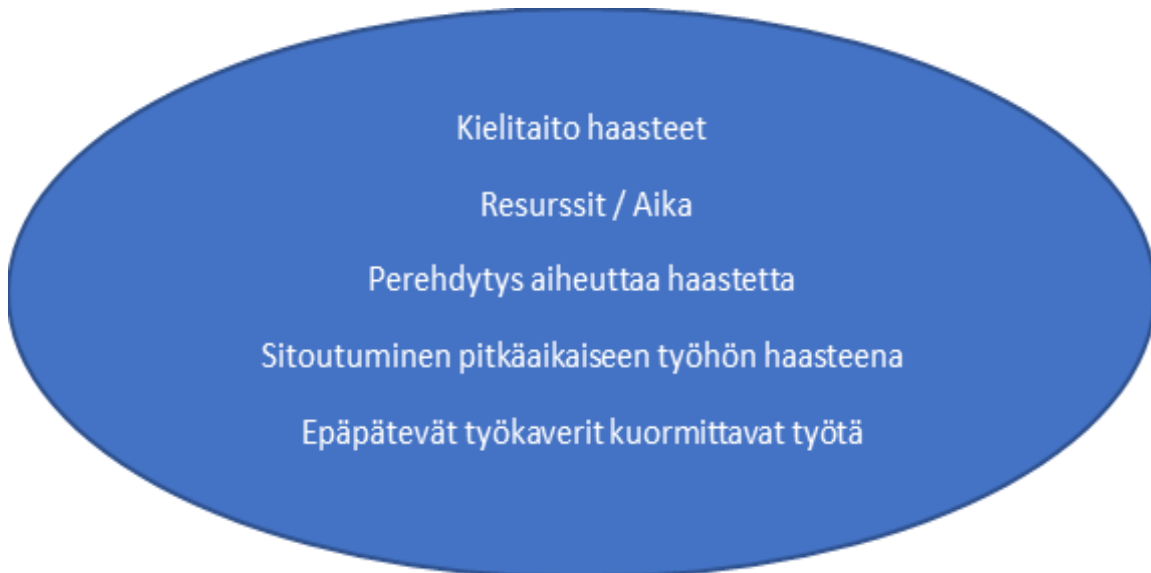 Kielitaito haasteet
Resurssit / Aika
Perehdytys aiheuttaa haastetta
Sitoutuminen pitkäaikaiseen työhön haasteena
Epäpätevät työkaverit kuormittavat työtä